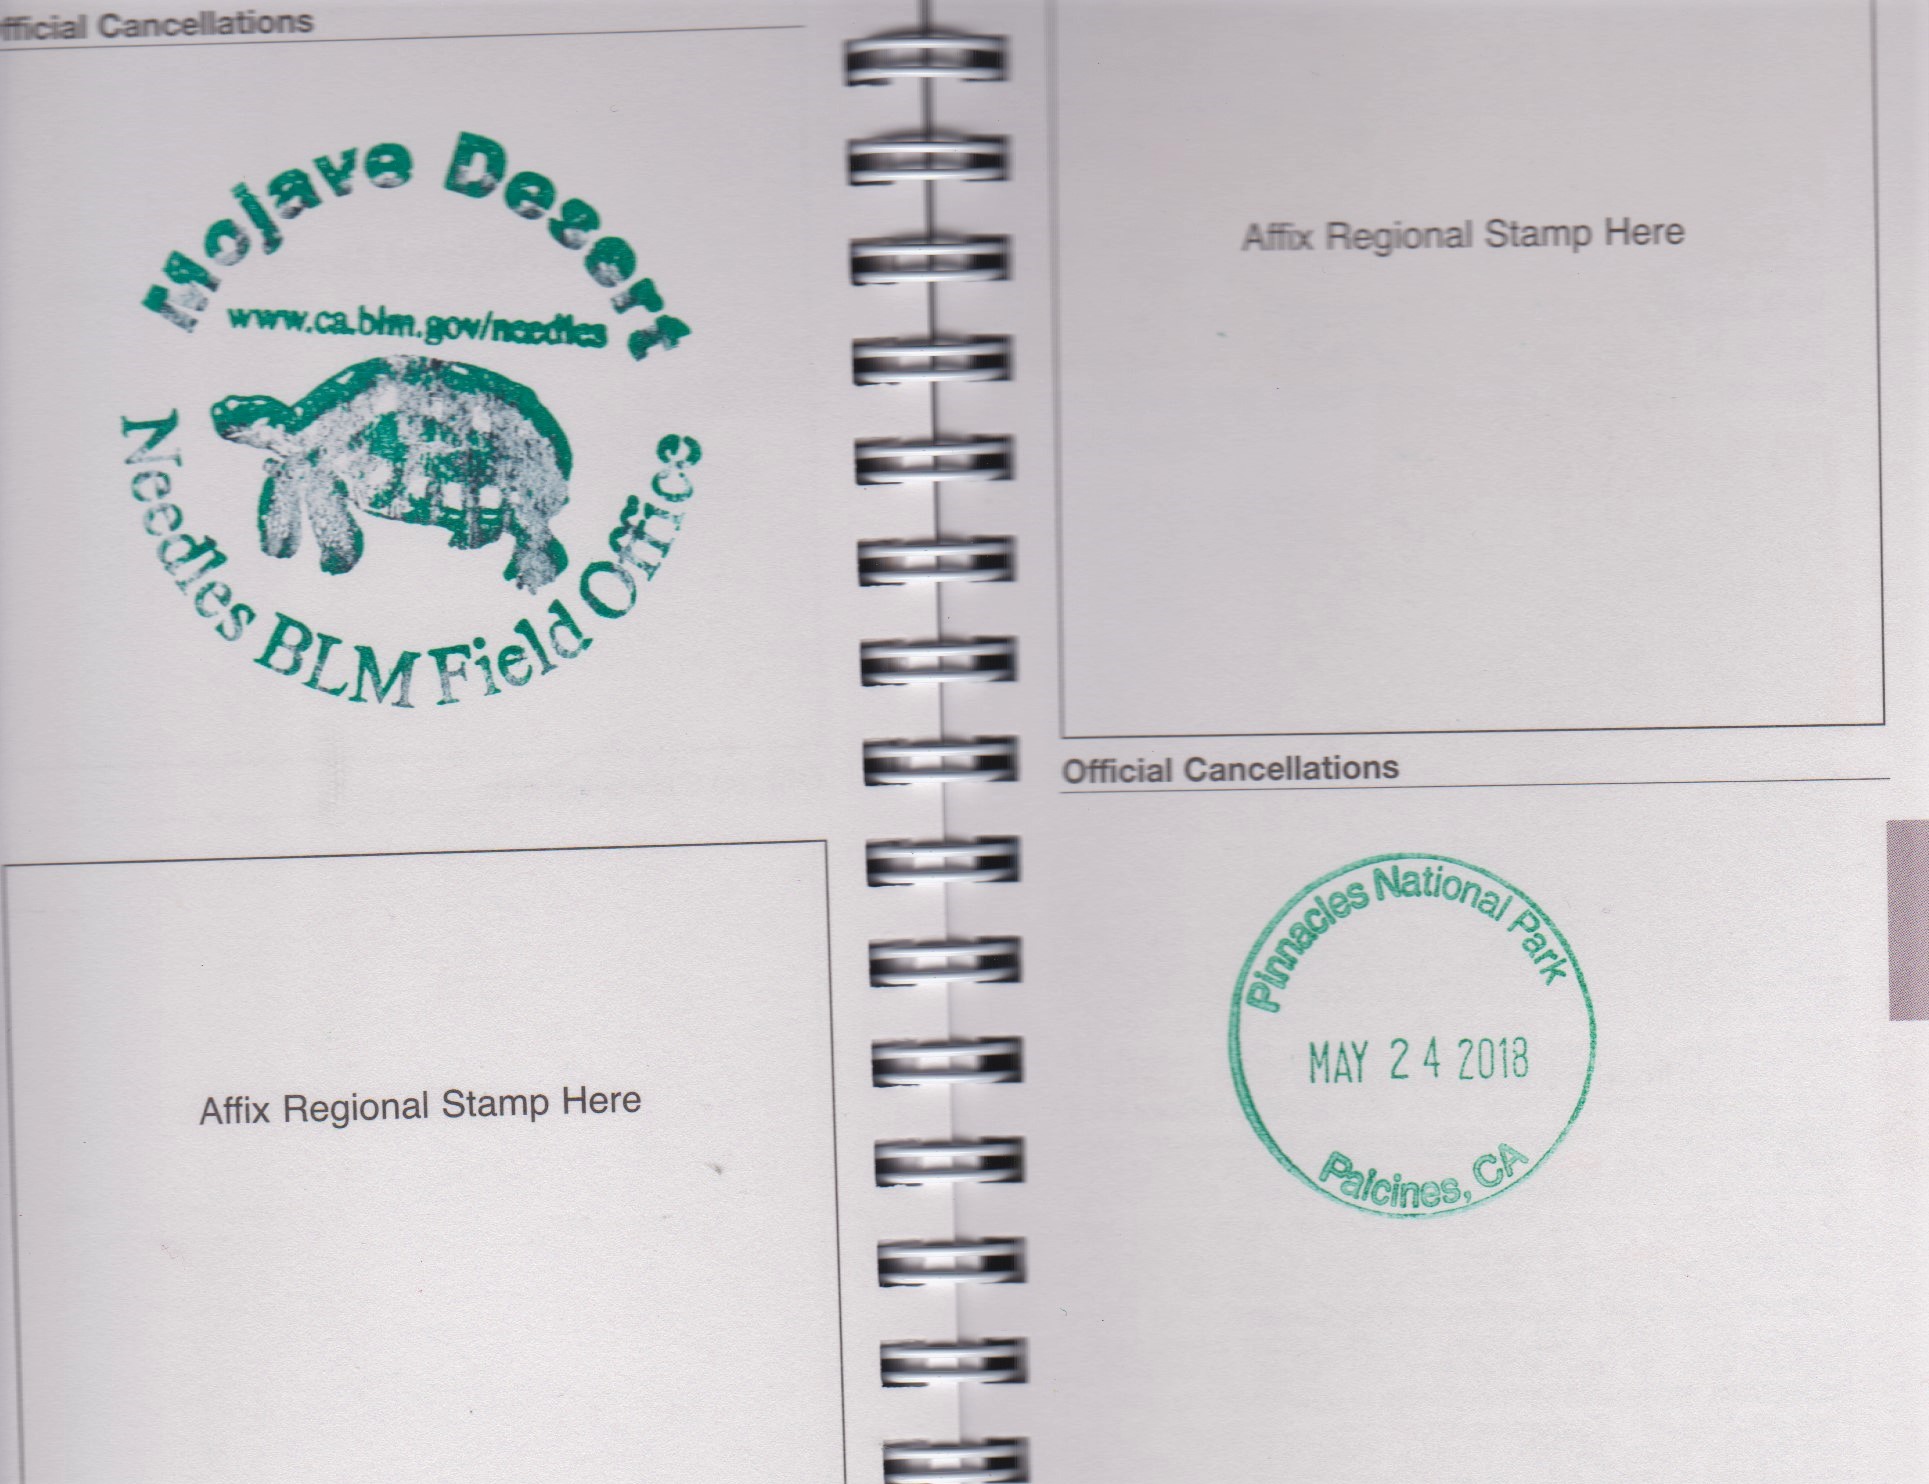 Official Cancellations
Mojave Desert
www.ca.blm.gov/needles
Needles BLM Field Office
Affix Regional Stamp Here
Affix Regional Stamp Here
Official Cancellations
Pinnacles National Park
MAY 24 2018
Paicines, CA